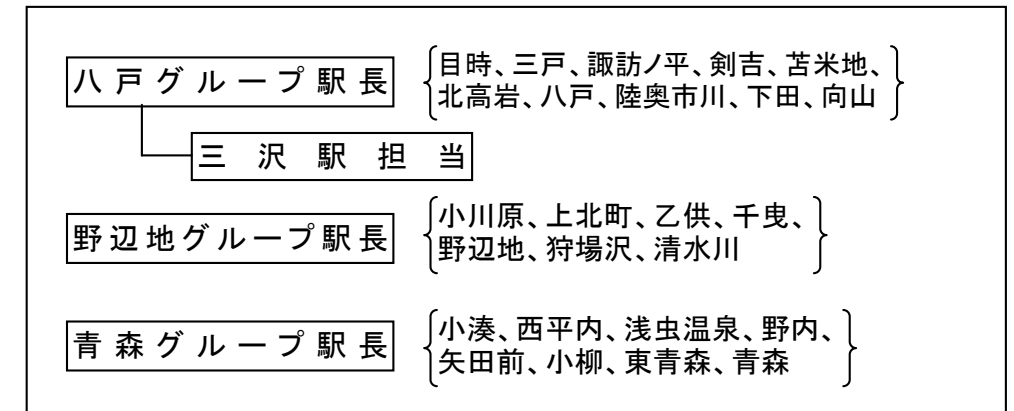 八戸グループ駅長
目時、三戸、諏訪ノ平、剣吉、苫米地、
北高岩、八戸、陸奥市川、下田、向山
三沢駅担当
野辺地グループ駅長
小川原、上北町、乙供、千曳、
野辺地、狩場沢、清水川
青森グループ駅長
小湊、西平内、浅虫温泉、野内、
矢田前、小柳、東青森、青森